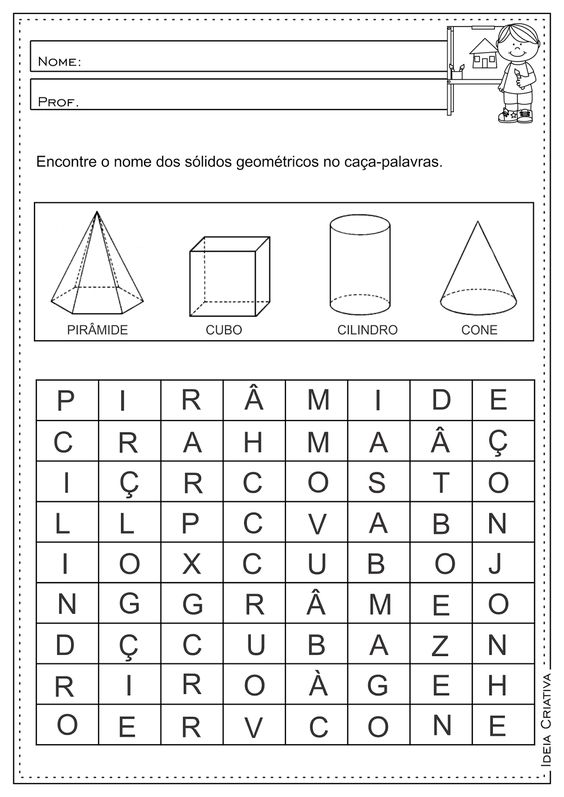 NOME:
PROF.
Encontre o nome dos sólidos geométricos no caça-palavras.
PIRÂMIDE CUBO CILINDRO CONE
P I R Â M I D E
C R A H M A Â Ç
I Ç R C O S T O
L L P C V A B N
I O X C U B O J
N G G R Â M E O
D Ç C U B A Z N
R I R O À G E H
O E R V C O N E
IDEIA CRIATIVA